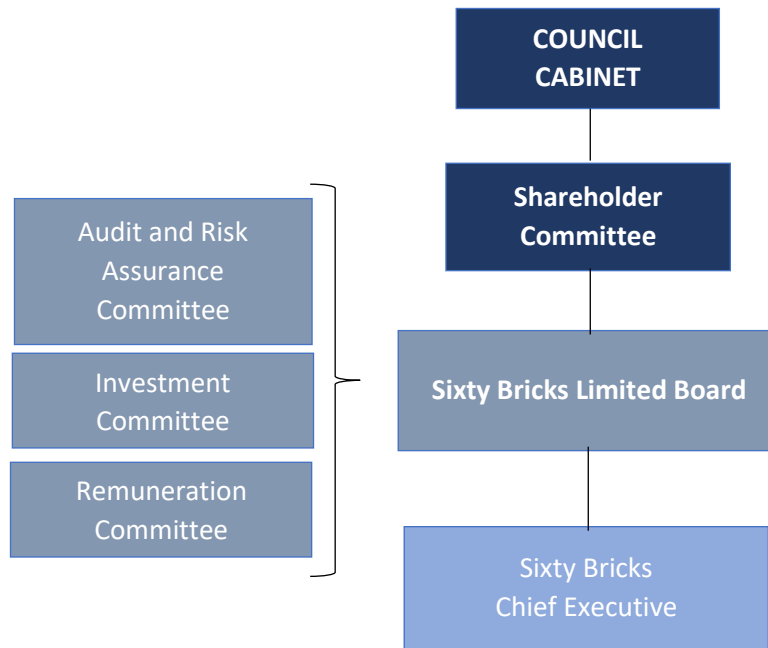 COUNCIL
CABINET
Shareholder
Committee
Audit and Risk
Assurance
Committee
Investment
Committee
Remuneration
Committee
Sixty Bricks Limited Board
Sixty Bricks
Chief Executive